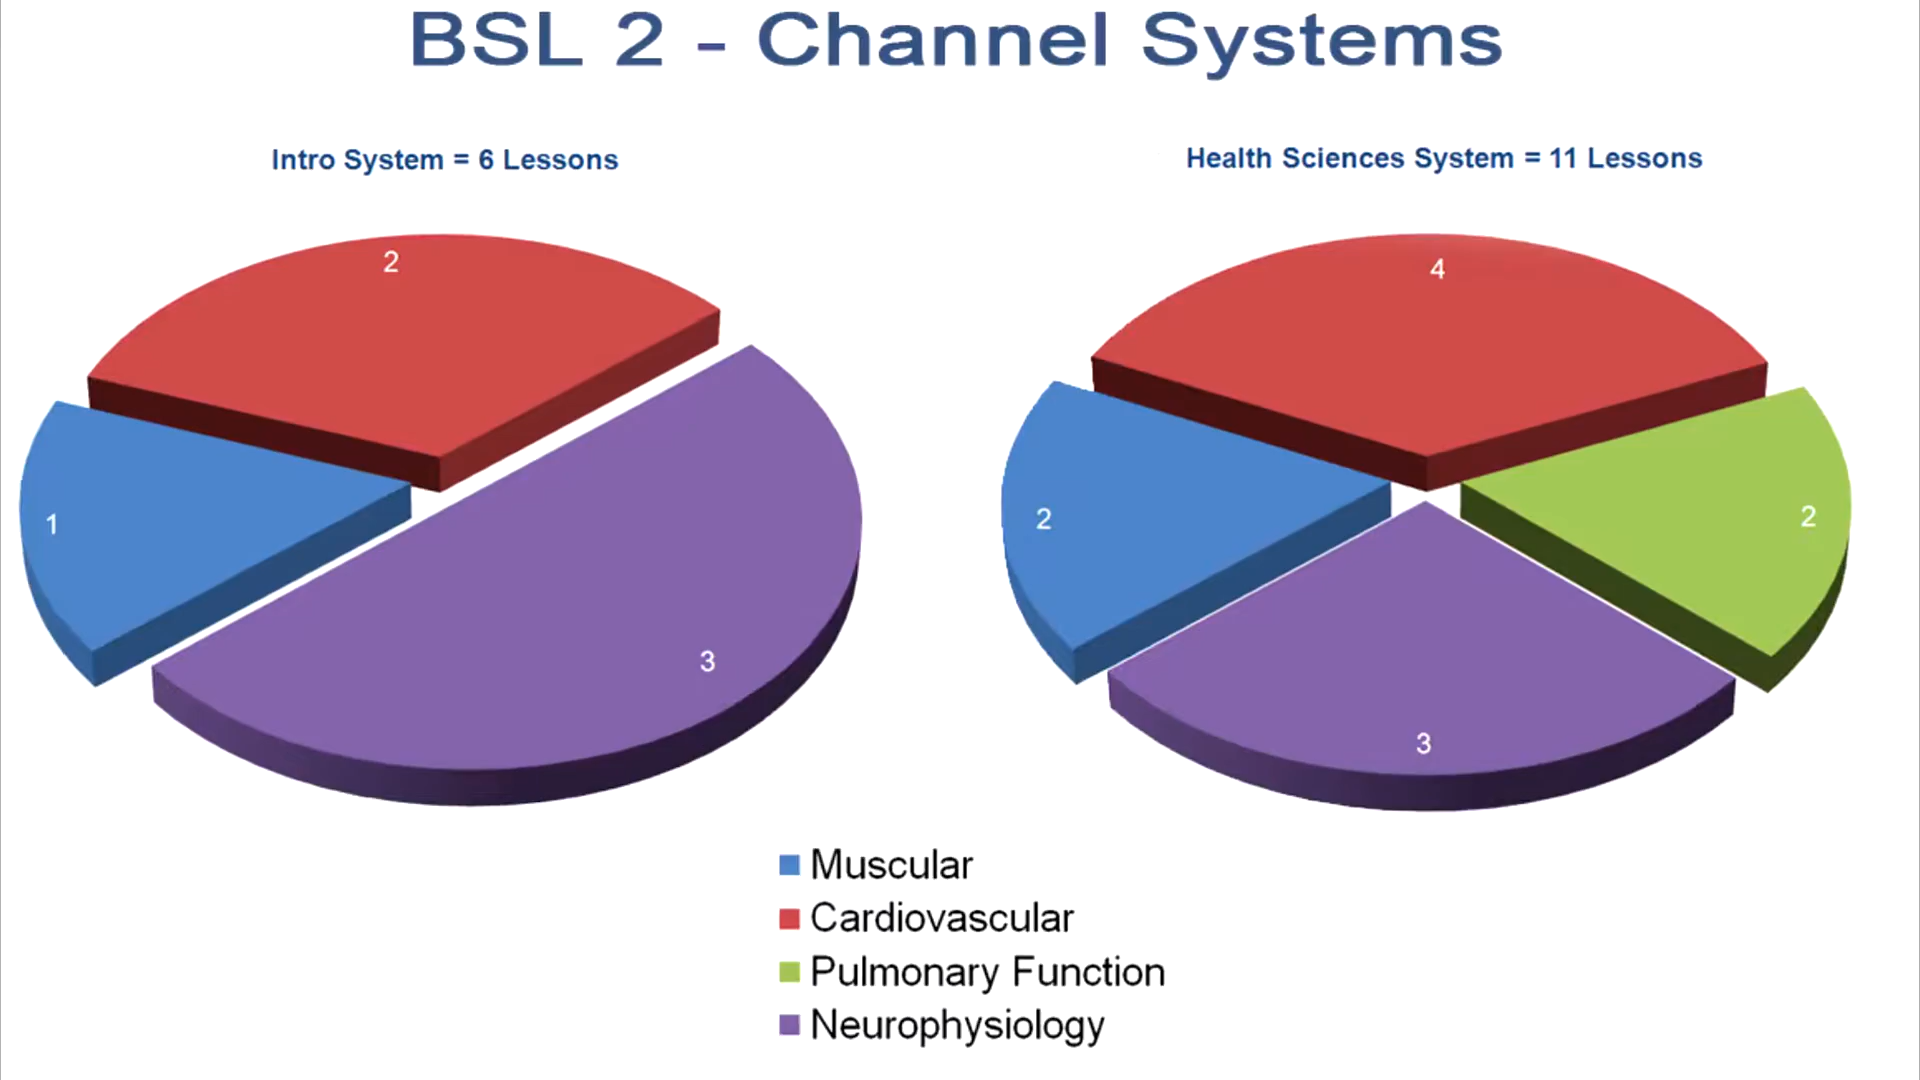 BSL 2 - Channel Systems
Intro System = 6 Lessons
Health Sciences System = 11 Lessons
2
1
3
4
2
2
3
Muscular
Cardiovascular
Pulmonary Function
Neurophysiology